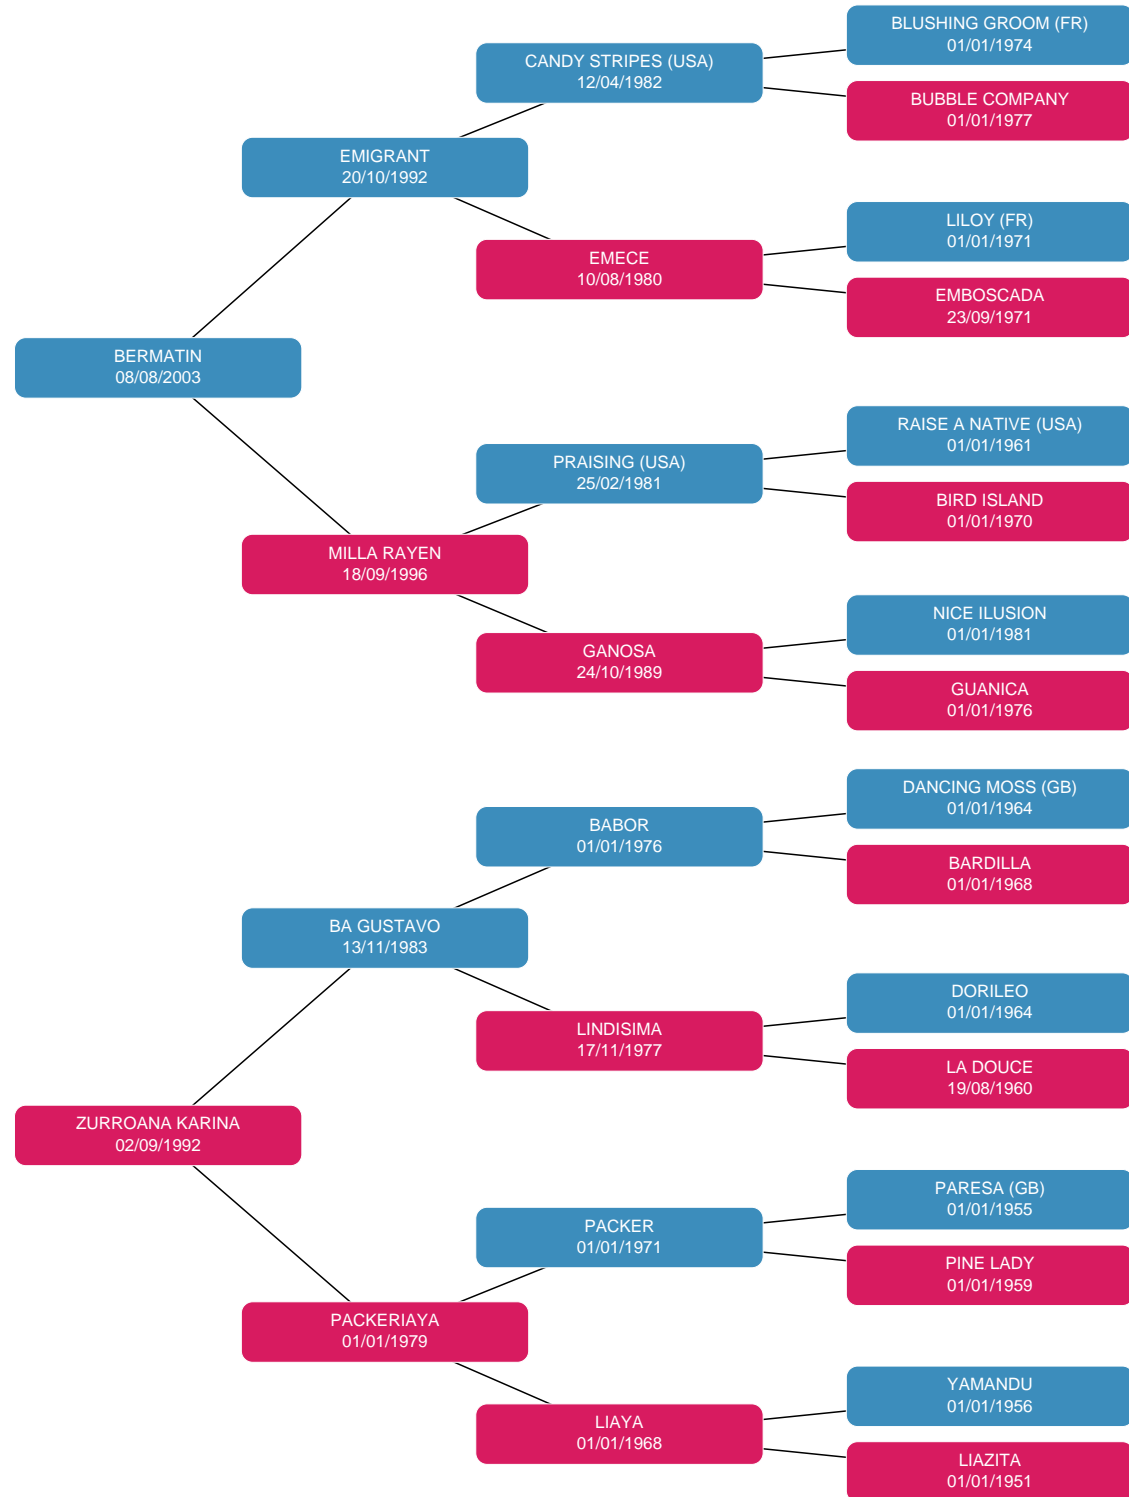 BLUSHING GROOM (FR)
01/01/1974
CANDY STRIPES (USA)
12/04/1982
BUBBLE COMPANY
01/01/1977
EMIGRANT
20/10/1992
LILOY (FR)
01/01/1971
EMECE
10/08/1980
EMBOSCADA
23/09/1971
BERMATIN
08/08/2003
RAISE A NATIVE (USA)
01/01/1961
PRAISING (USA)
25/02/1981
BIRD ISLAND
01/01/1970
MILLA RAYEN
18/09/1996
NICE ILUSION
01/01/1981
GANOSA
24/10/1989
GUANICA
01/01/1976
DANCING MOSS (GB)
01/01/1964
BABOR
01/01/1976
BARDILLA
01/01/1968
BA GUSTAVO
13/11/1983
DORILEO
01/01/1964
LINDISIMA
17/11/1977
LA DOUCE
19/08/1960
ZURROANA KARINA
02/09/1992
PARESA (GB)
01/01/1955
PACKER
01/01/1971
PINE LADY
01/01/1959
PACKERIAYA
01/01/1979
YAMANDU
01/01/1956
LIAYA
01/01/1968
LIAZITA
01/01/1951